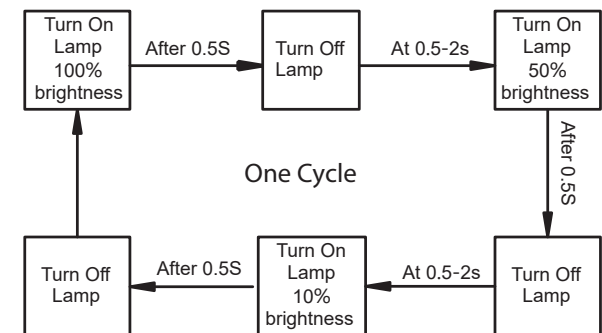 Turn On
Lamp
100%
brightness
After 0.5S
Turn Off
Lamp
At 0.5-2s
Turn On
Lamp
50%
brightness
After 0.5S
One Cycle
Turn Off
Lamp
After 0.5S
Turn On
Lamp
10%
brightness
At 0.5-2s
Turn Off
Lamp